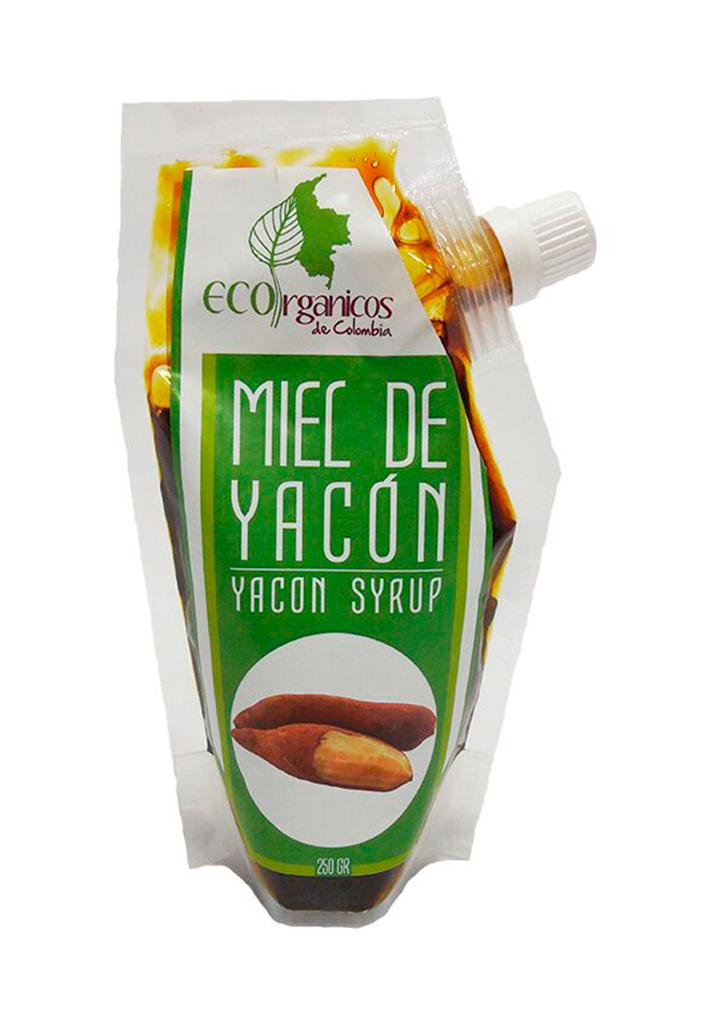 ECOrganicos
de Colombia
MIEL DE
YACÓN
YACON SYRUP
250 GR